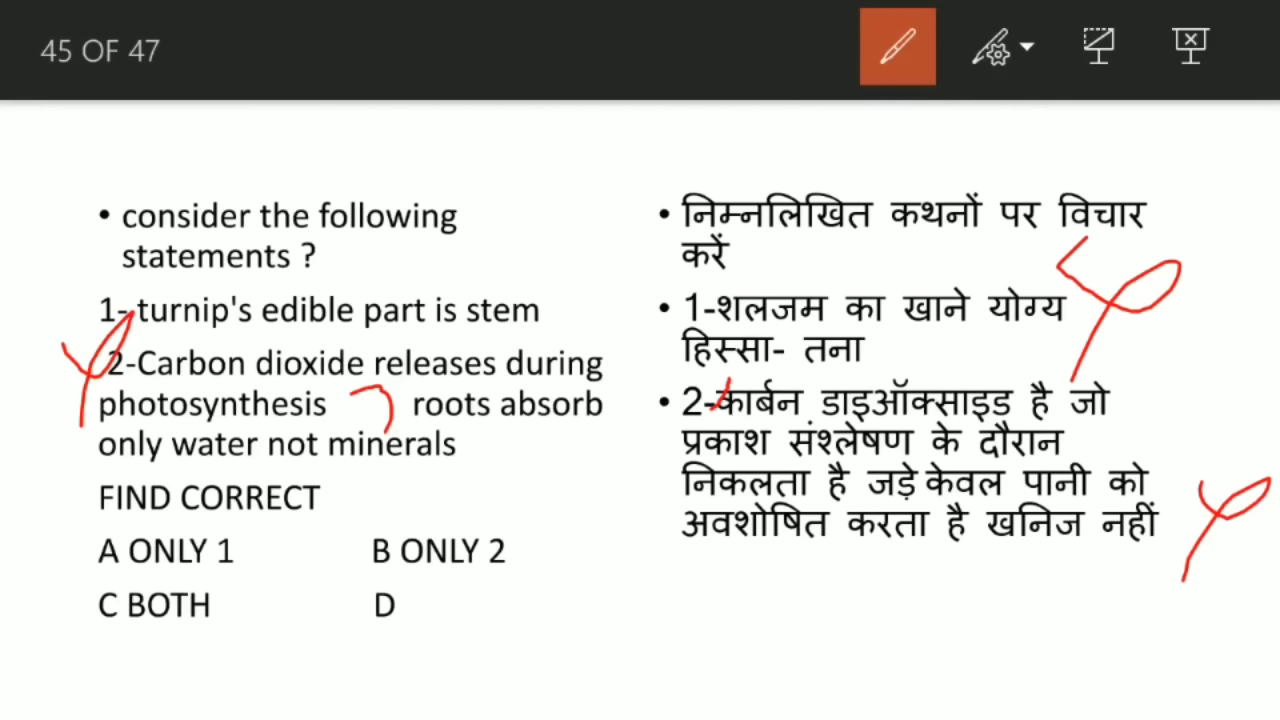 45 OF 47
• consider the following
statements ?
1- turnip's edible part is stem
2-Carbon dioxide releases during
photosynthesis 3 roots absorb
only water not minerals
FIND CORRECT
A ONLY 1 B ONLY 2
C BOTH D
• निम्नलिखित कथनों पर विचार
करें
• 1-शलजम का खाने योग्य
हिस्सा- तना
• 2-कार्बन डाइऑक्साइड है जो
प्रकाश संश्लेषण के दौरान
निकलता है जड़े केवल पानी को
अवशोषित करता है खनिज नहीं